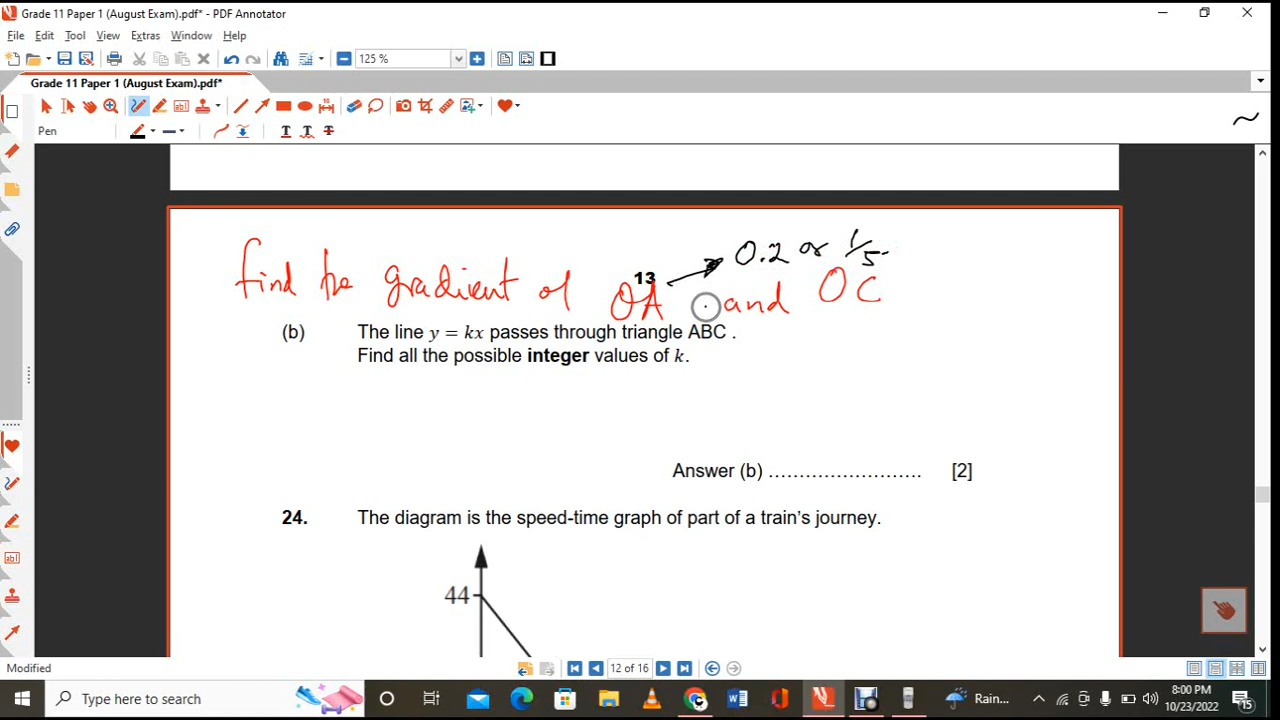 Grade 11 Paper 1 (August Exam).pdf* - PDF Annotator
File Edit Tool View Extras Window Help
125 %
Grade 11 Paper 1 (August Exam).pdf*
Pen
find the gradient of OA and OC
0.2 or 1/5
13
(b) The line y = kx passes through triangle ABC .
Find all the possible integer values of k.
Answer (b) ......................... [2]
24. The diagram is the speed-time graph of part of a train's journey.
44
Modified
12 of 16
Type here to search
Rain...
8:00 PM
10/23/2022
15